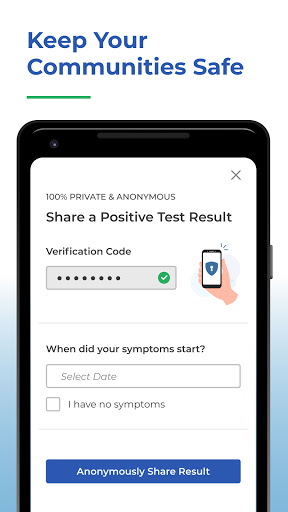 Keep Your
Communities Safe
100% PRIVATE & ANONYMOUS
Share a Positive Test Result
Verification Code
••••••••
When did your symptoms start?
Select Date
I have no symptoms
Anonymously Share Result